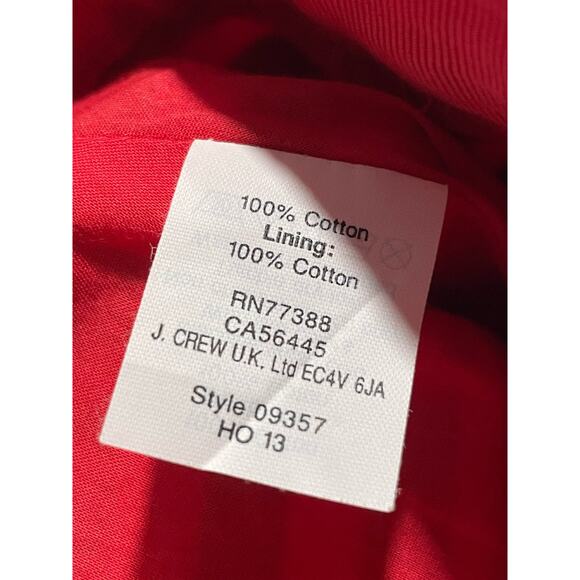 100% Cotton
Lining:
100% Cotton
RN77388
CA56445
J. CREW U.K. Ltd EC4V 6JA
Style 09357
HO 13